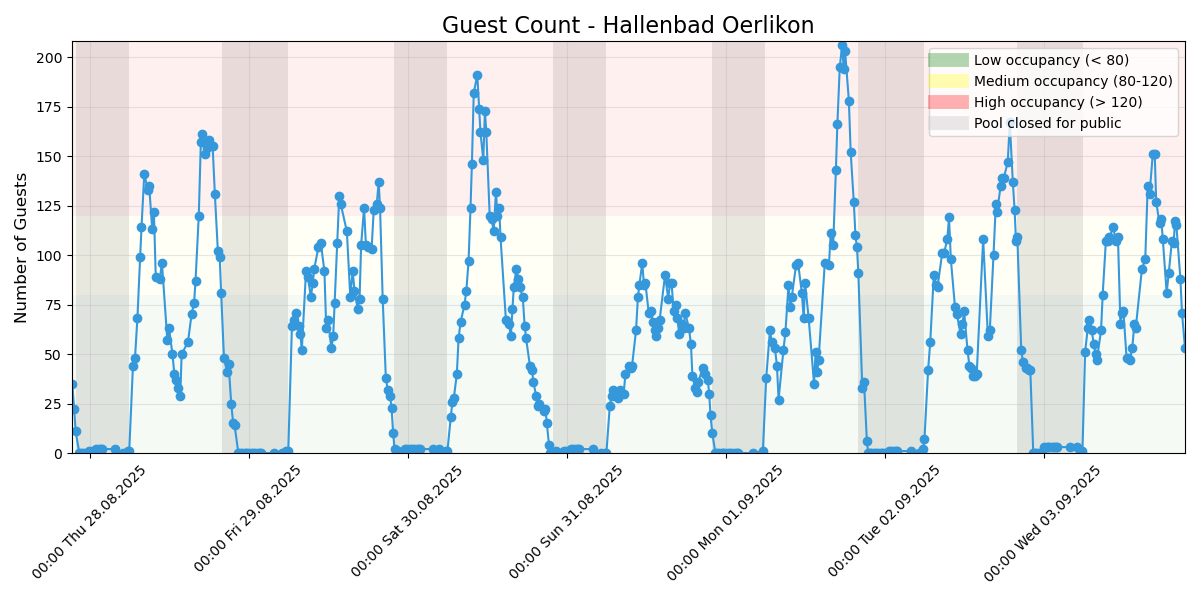 Guest Count - Hallenbad Oerlikon
Number of Guests
200
175
150
125
100
75
50
25
0
Low occupancy (< 80)
Medium occupancy (80-120)
High occupancy (> 120)
Pool closed for public
00:00 Thu 28.08.2025
00:00 Fri 29.08.2025
00:00 Sat 30.08.2025
00:00 Sun 31.08.2025
00:00 Mon 01.09.2025
00:00 Tue 02.09.2025
00:00 Wed 03.09.2025